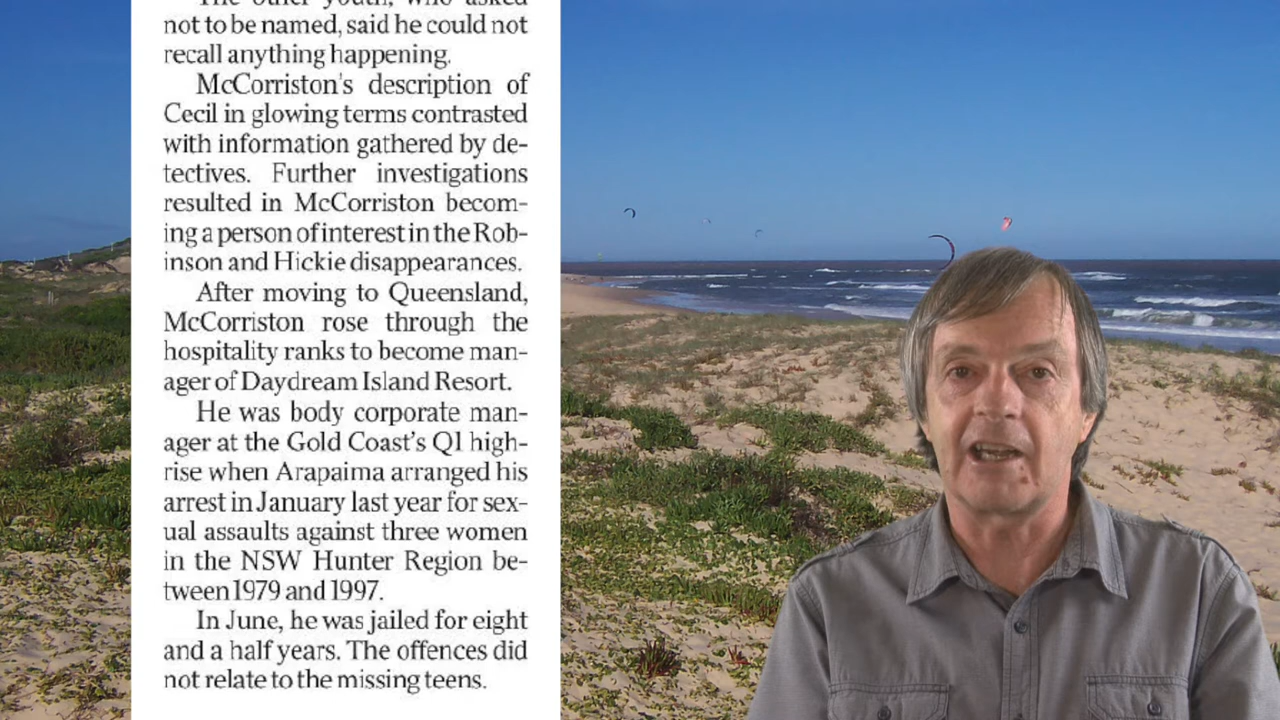 The other youth, who asked
not to be named, said he could not
recall anything happening.
McCorriston's description of
Cecil in glowing terms contrasted
with information gathered by de-
tectives. Further investigations
resulted in McCorriston becom-
ing a person of interest in the Rob-
inson and Hickie disappearances.
After moving to Queensland,
McCorriston rose through the
hospitality ranks to become man-
ager of Daydream Island Resort.
He was body corporate man-
ager at the Gold Coast's Q1 high-
rise when Arapaima arranged his
arrest in January last year for sex-
ual assaults against three women
in the NSW Hunter Region be-
tween 1979 and 1997.
In June, he was jailed for eight
and a half years. The offences did
not relate to the missing teens.